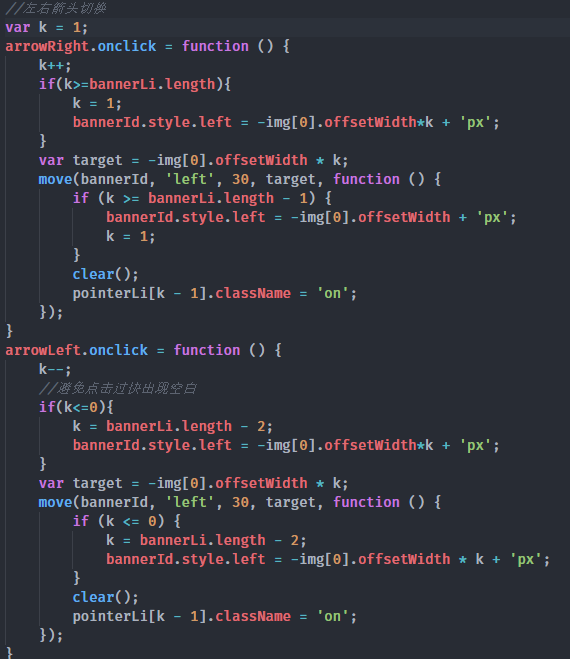 //左右箭头切换
var k = 1;
arrowRight.onclick = function () {
    k++;
    if(k>=bannerLi.length){
        k = 1;
        bannerId.style.left = -img[0].offsetWidth*k + 'px';
    }
    var target = -img[0].offsetWidth * k;
    move(bannerId, 'left', 30, target, function () {
        if (k >= bannerLi.length - 1) {
            bannerId.style.left = -img[0].offsetWidth + 'px';
            k = 1;
        }
        clear();
        pointerLi[k - 1].className = 'on';
    });
}
arrowLeft.onclick = function () {
    k--;
    //避免点击过快出现空白
    if(k<=0){
        k = bannerLi.length - 2;
        bannerId.style.left = -img[0].offsetWidth*k + 'px';
    }
    var target = -img[0].offsetWidth * k;
    move(bannerId, 'left', 30, target, function () {
        if (k <= 0) {
            k = bannerLi.length - 2;
            bannerId.style.left = -img[0].offsetWidth * k + 'px';
        }
        clear();
        pointerLi[k - 1].className = 'on';
    });
}